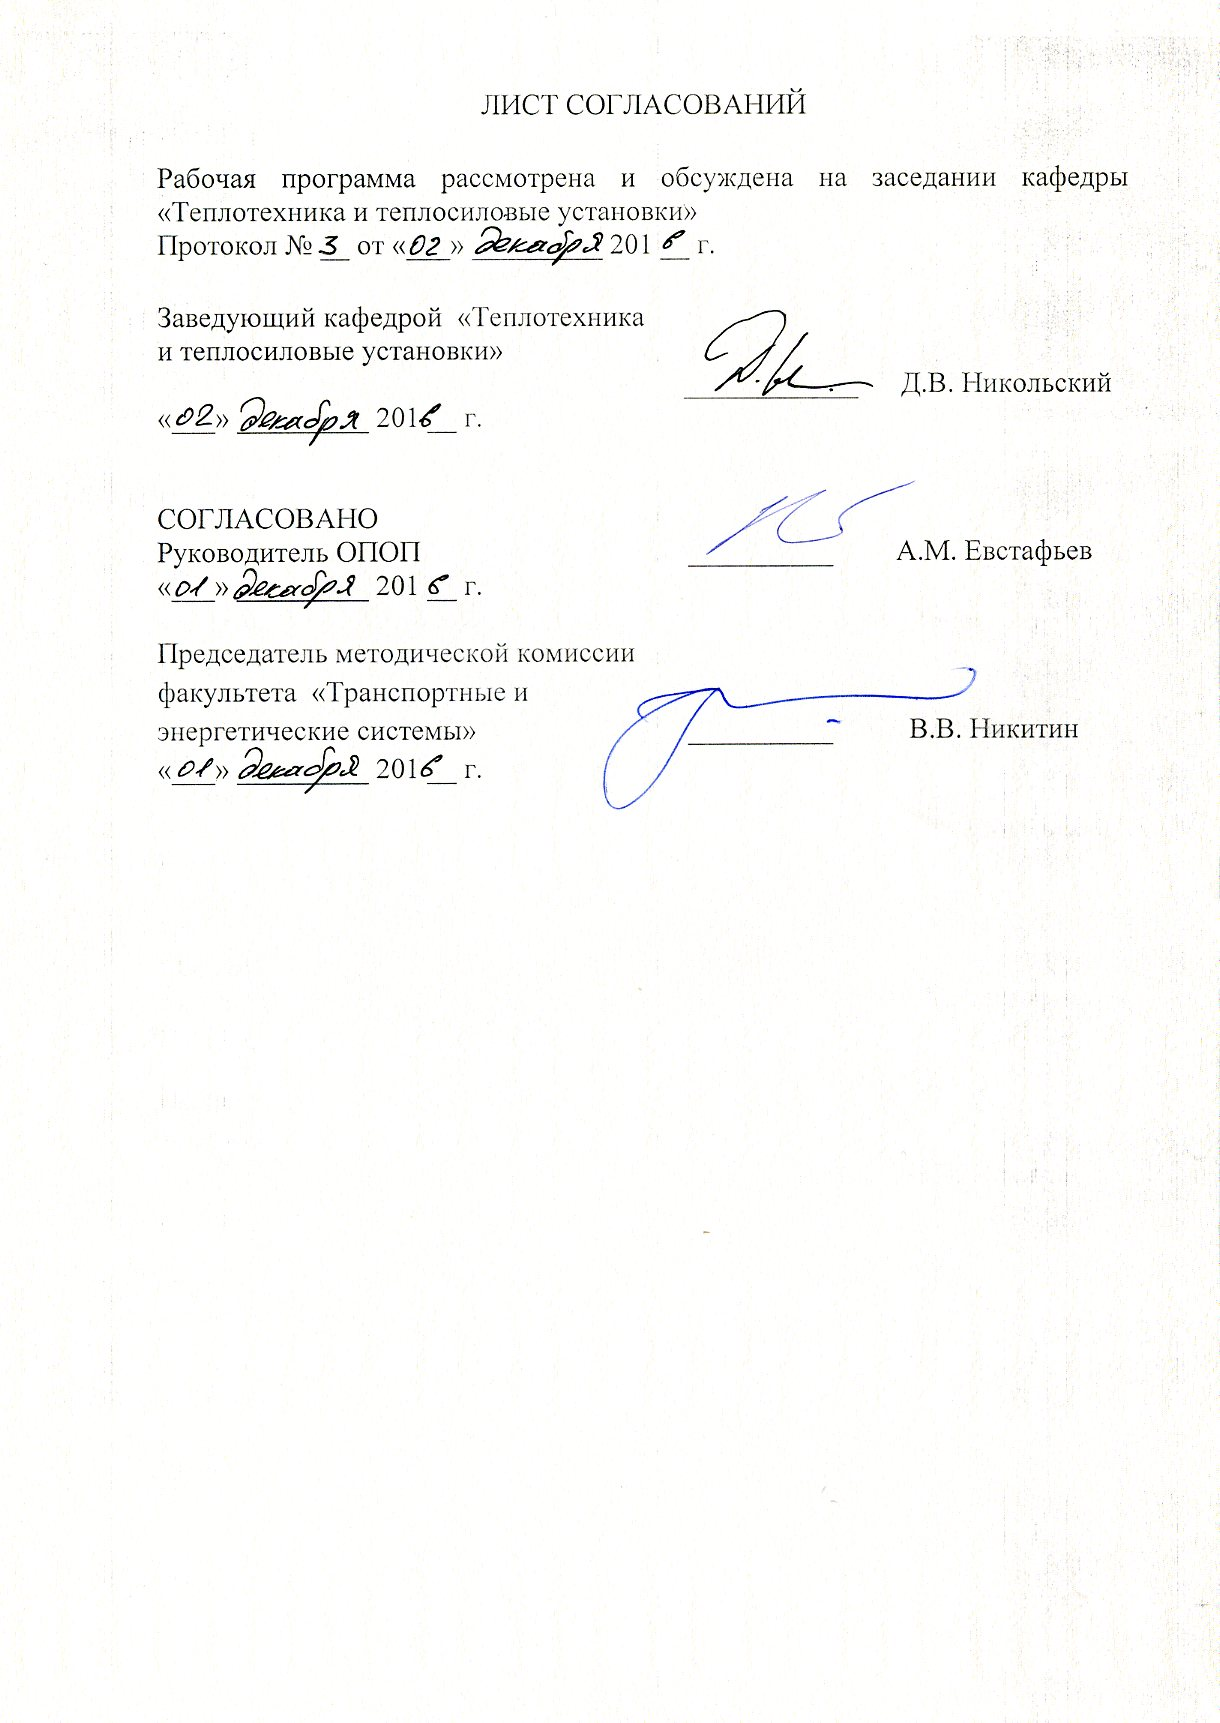 ЛИСТ СОГЛАСОВАНИЙ
Рабочая программа рассмотрена и обсуждена на заседании кафедры
«Теплотехника и теплосиловые установки»
Протокол № 3 от «02» декабря 2016 г.
Заведующий кафедрой «Теплотехника
и теплосиловые установки»
Д.В. Никольский
«02» декабря 2016 г.
СОГЛАСОВАНО
Руководитель ОПОП А.М. Евстафьев
«01» декабря 2016 г.
Председатель методической комиссии
факультета «Транспортные и
энергетические системы» В.В. Никитин
«01» декабря 2016 г.